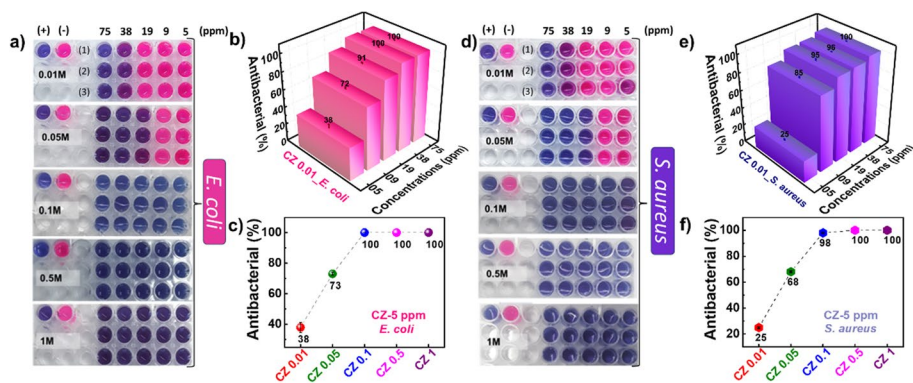 a)
(+) (-) 75 38 19 9 5 (ppm)
(1)
0.01M (2)
(3)
0.05M
0.1M
0.5M
1M
E. coli
b)
Antibacterial (%)
100
80
60
40
20
0
36
72
91
100
100
CZ 0.01_E. coli
05
09
19
38
75
Concentrations (ppm)
c)
Antibacterial (%)
100
80
60
40
38
73
100
100
100
CZ-5 ppm
E. coli
CZ 0.01
CZ 0.05
CZ 0.1
CZ 0.5
CZ 1
d)
(+) (-) 75 38 19 9 5 (ppm)
(1)
0.01M (2)
(3)
0.05M
0.1M
0.5M
1M
S. aureus
e)
Antibacterial (%)
100
80
60
40
20
0
25
85
95
98
100
CZ 0.01_S. aureus
05
109
119
38
75
Concentrations (ppm)
f)
Antibacterial (%)
100
80
60
40
20
25
68
98
100
100
CZ-5 ppm
S. aureus
CZ 0.01
CZ 0.05
CZ 0.1
CZ 0.5
CZ 1